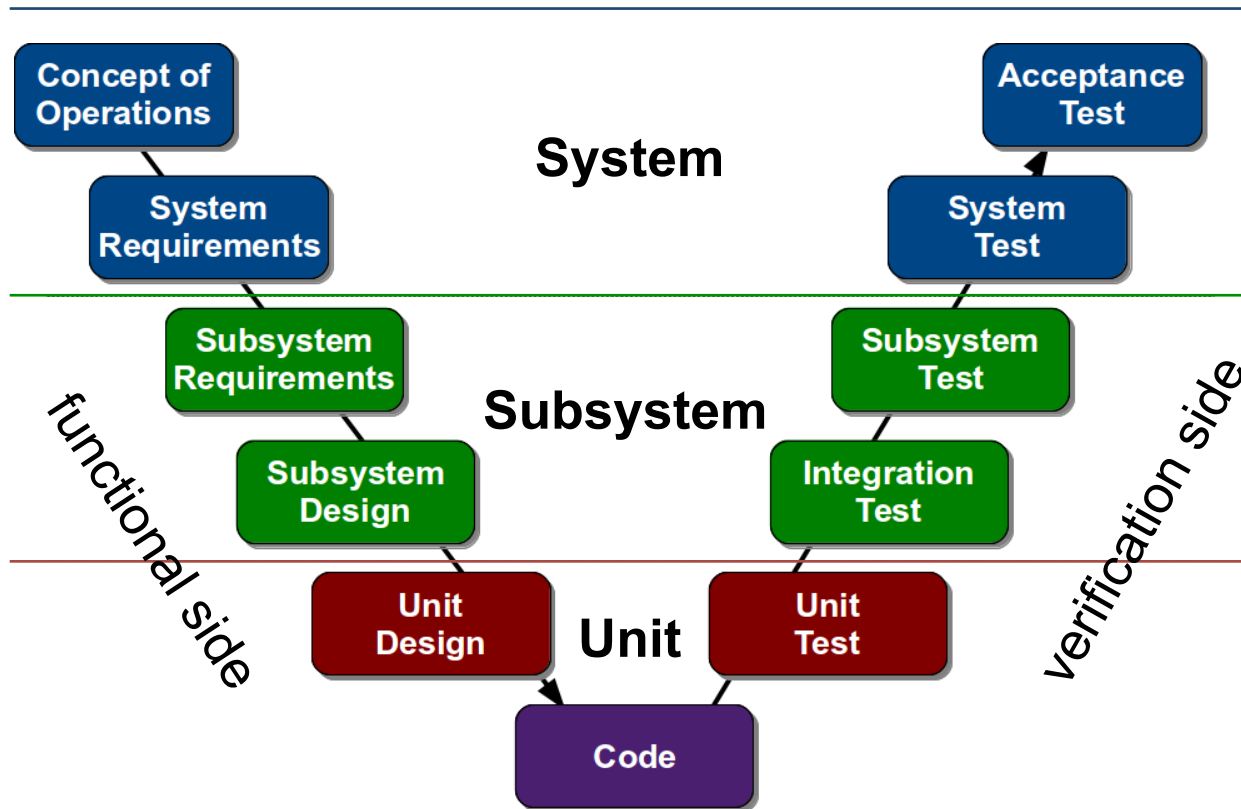 Concept of
Operations
Acceptance
Test
System
System
Requirements
System
Test
Subsystem
Requirements
Subsystem
Test
Subsystem
functional side
verification side
Subsystem
Design
Integration
Test
Unit
Design
Unit
Unit
Test
Code